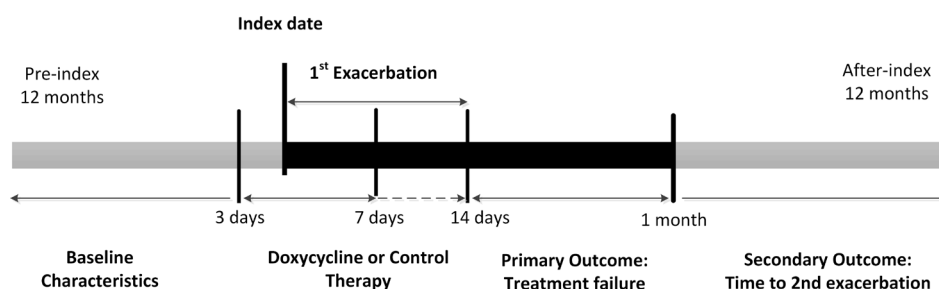 Index date
Pre-index
12 months
1st Exacerbation
After-index
12 months
3 days
7 days
14 days
1 month
Baseline
Characteristics
Doxycycline or Control
Therapy
Primary Outcome:
Treatment failure
Secondary Outcome:
Time to 2nd exacerbation